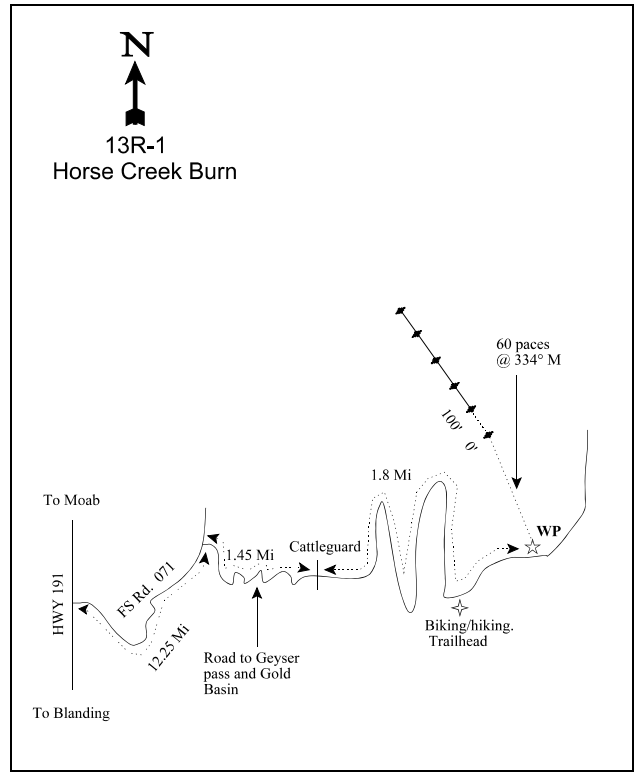 N
13R-1
Horse Creek Burn
60 paces
@ 334° M
100' 0'
1.8 Mi
To Moab
WP
1.45 Mi
Cattleguard
HWY 191
FS Rd. 071
12.25 Mi
Biking/hiking.
Trailhead
Road to Geyser
pass and Gold
Basin
To Blanding